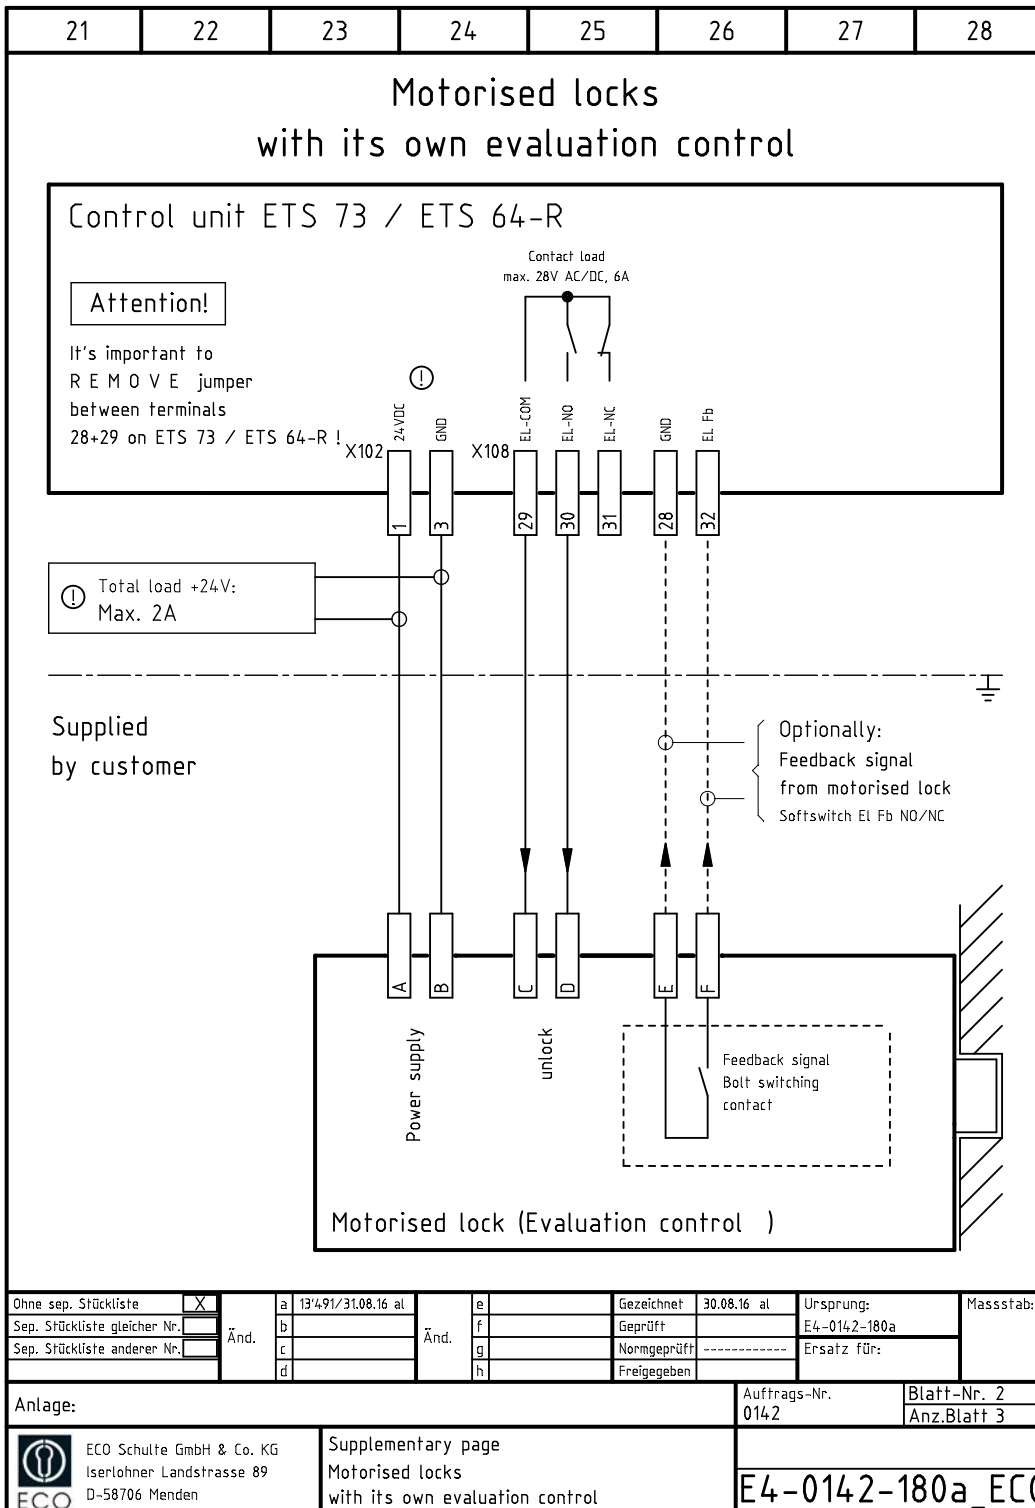 21 22 23 24 25 26 27 28
Motorised locks
with its own evaluation control
Control unit ETS 73 / ETS 64-R
Contact load
max. 28V AC/DC, 6A
Attention!
It's important to
R E M O V E jumper
between terminals
28+29 on ETS 73 / ETS 64-R !
X102
24VDC
GND
X108
EL-COM
EL-NO
EL-NC
GND
EL Fb
1 3 29 30 31 28 32
! Total load +24V:
Max. 2A
!
Supplied
by customer
Optionally:
Feedback signal
from motorised lock
Softswitch El Fb NO/NC
A B C D E F
Power supply
unlock
Feedback signal
Bolt switching
contact
Motorised lock (Evaluation control )
Ohne sep. Stückliste X
Sep. Stückliste gleicher Nr.
Sep. Stückliste anderer Nr.
Änd.
a 13'491/31.08.16 al
b
c
d
Änd.
e
f
g
h
Gezeichnet 30.08.16 al
Geprüft
Normgeprüft ------------
Freigegeben
Ursprung:
E4-0142-180a
Ersatz für:
Massstab:
Anlage:
Auftrags-Nr.
0142
Blatt-Nr. 2
Anz.Blatt 3
ECO
ECO Schulte GmbH & Co. KG
Iserlohner Landstrasse 89
D-58706 Menden
Supplementary page
Motorised locks
with its own evaluation control
E4-0142-180a_ECO